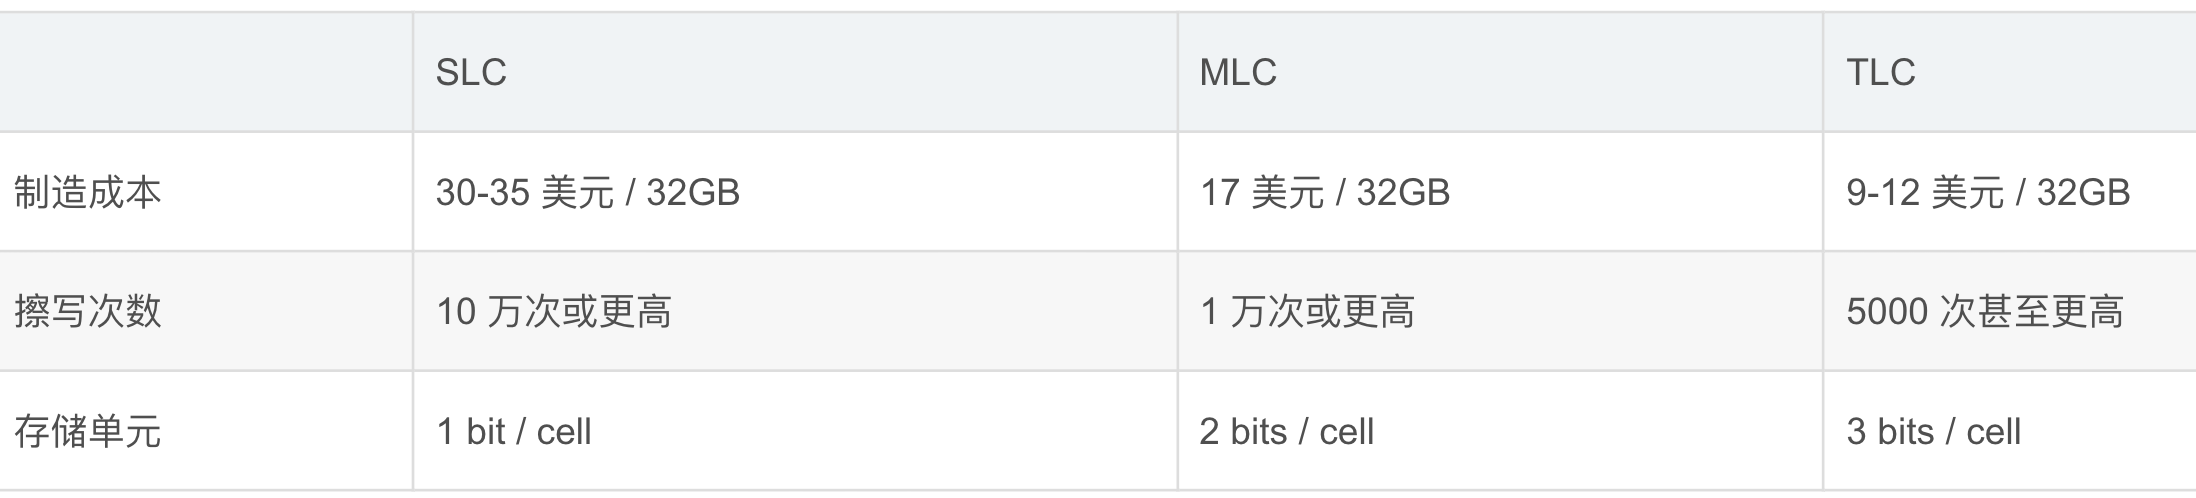 SLC MLC TLC
制造成本 30-35 美元 / 32GB 17 美元 / 32GB 9-12 美元 / 32GB
擦写次数 10 万次或更高 1 万次或更高 5000 次甚至更高
存储单元 1 bit / cell 2 bits / cell 3 bits / cell